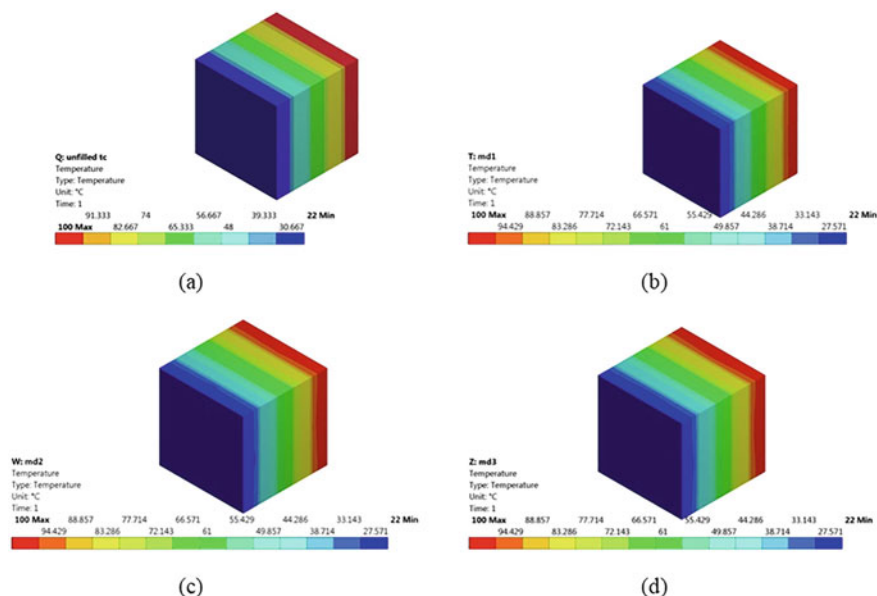 Q: unfilled tc
Temperature
Type: Temperature
Unit: °C
Time: 1
91.333 74 56.667 39.333 22 Min
100 Max 82.667 65.333 48 30.667
(a)
T: md1
Temperature
Type: Temperature
Unit: °C
Time: 1
100 Max 88.857 77.714 66.571 55.429 44.286 33.143 22 Min
94.429 83.286 72.143 61 49.857 38.714 27.571
(b)
W: md2
Temperature
Type: Temperature
Unit: °C
Time: 1
100 Max 88.857 77.714 66.571 55.429 44.286 33.143 22 Min
94.429 83.286 72.143 61 49.857 38.714 27.571
(c)
Z: md3
Temperature
Type: Temperature
Unit: °C
Time: 1
100 Max 88.857 77.714 66.571 55.429 44.286 33.143 22 Min
94.429 83.286 72.143 61 49.857 38.714 27.571
(d)